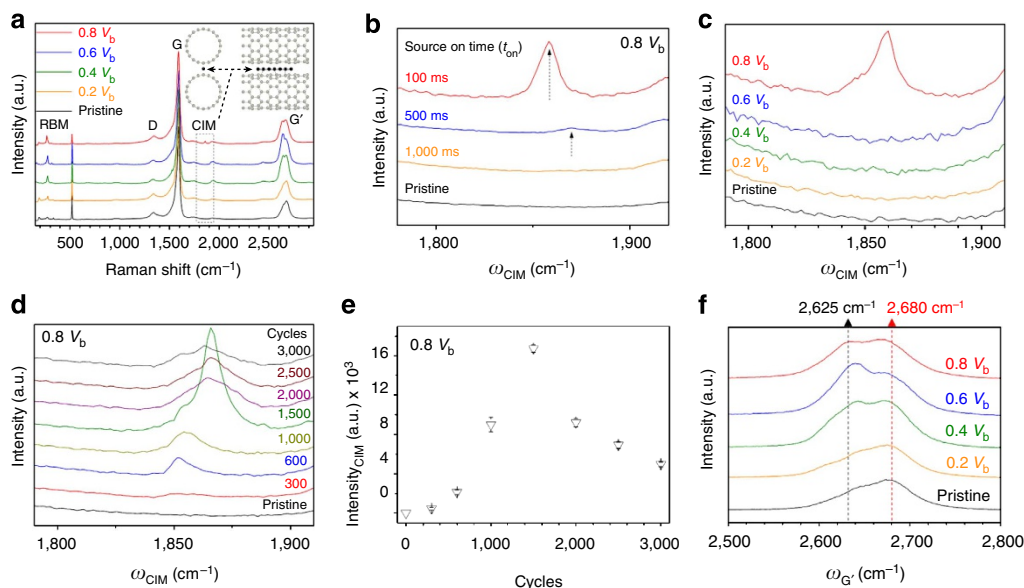 a
0.8 Vb
0.6 Vb
0.4 Vb
0.2 Vb
Pristine
RBM
D
G
CIM
G′
Intensity (a.u.)
500 1,000 1,500 2,000 2,500
Raman shift (cm–1)
b
Source on time (ton)
0.8 Vb
100 ms
500 ms
1,000 ms
Pristine
Intensity (a.u.)
1,800 1,900
ωCIM (cm–1)
c
0.8 Vb
0.6 Vb
0.4 Vb
0.2 Vb
Pristine
Intensity (a.u.)
1,800 1,850 1,900
ωCIM (cm–1)
d
0.8 Vb
Cycles
3,000
2,500
2,000
1,500
1,000
600
300
Pristine
Intensity (a.u.)
1,800 1,850 1,900
ωCIM (cm–1)
e
0.8 Vb
IntensityCIM (a.u.) x 103
16
12
8
4
0
0 1,000 2,000 3,000
Cycles
f
2,625 cm–1 2,680 cm–1
0.8 Vb
0.6 Vb
0.4 Vb
0.2 Vb
Pristine
Intensity (a.u.)
2,500 2,600 2,700 2,800
ωG′ (cm–1)